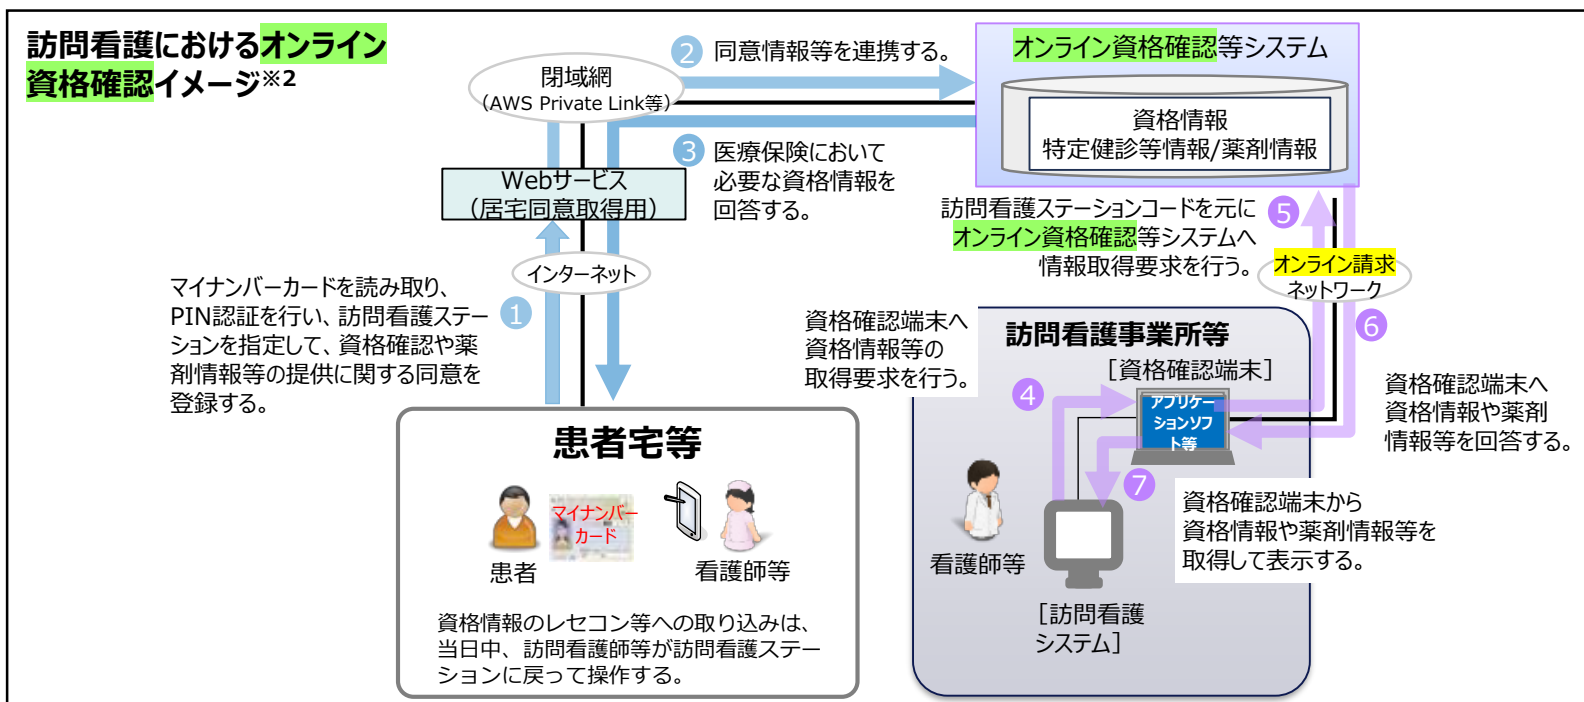 訪問看護におけるオンライン
資格確認イメージ※2
閉域網
（AWS Private Link等）
② 同意情報等を連携する。
オンライン資格確認等システム
資格情報
特定健診等情報/薬剤情報
③ 医療保険において
必要な資格情報を
回答する。
Webサービス
（居宅同意取得用）
訪問看護ステーションコードを元に
オンライン資格確認等システムへ
情報取得要求を行う。
⑤
インターネット
オンライン請求
ネットワーク
マイナンバーカードを読み取り、
PIN認証を行い、訪問看護ステー
ションを指定して、資格確認や薬
剤情報等の提供に関する同意を
登録する。
①
資格確認端末へ
資格情報等の
取得要求を行う。
訪問看護事業所等
⑥
［資格確認端末］
④
アプリケー
ションソフ
ト等
資格確認端末へ
資格情報や薬剤
情報等を回答する。
患者宅等
マイナンバー
カード
患者
看護師等
⑦
資格確認端末から
資格情報や薬剤情報等を
取得して表示する。
看護師等
［訪問看護
システム］
資格情報のレセコン等への取り込みは、
当日中、訪問看護師等が訪問看護ステー
ションに戻って操作する。